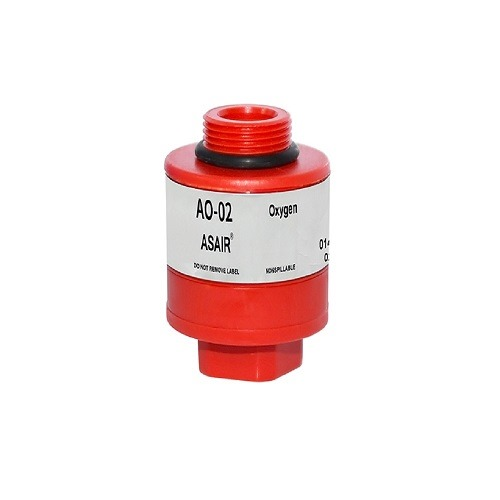 AO-02
ASAIR®
DO NOT REMOVE LABEL
Oxygen
NONSPILLABLE